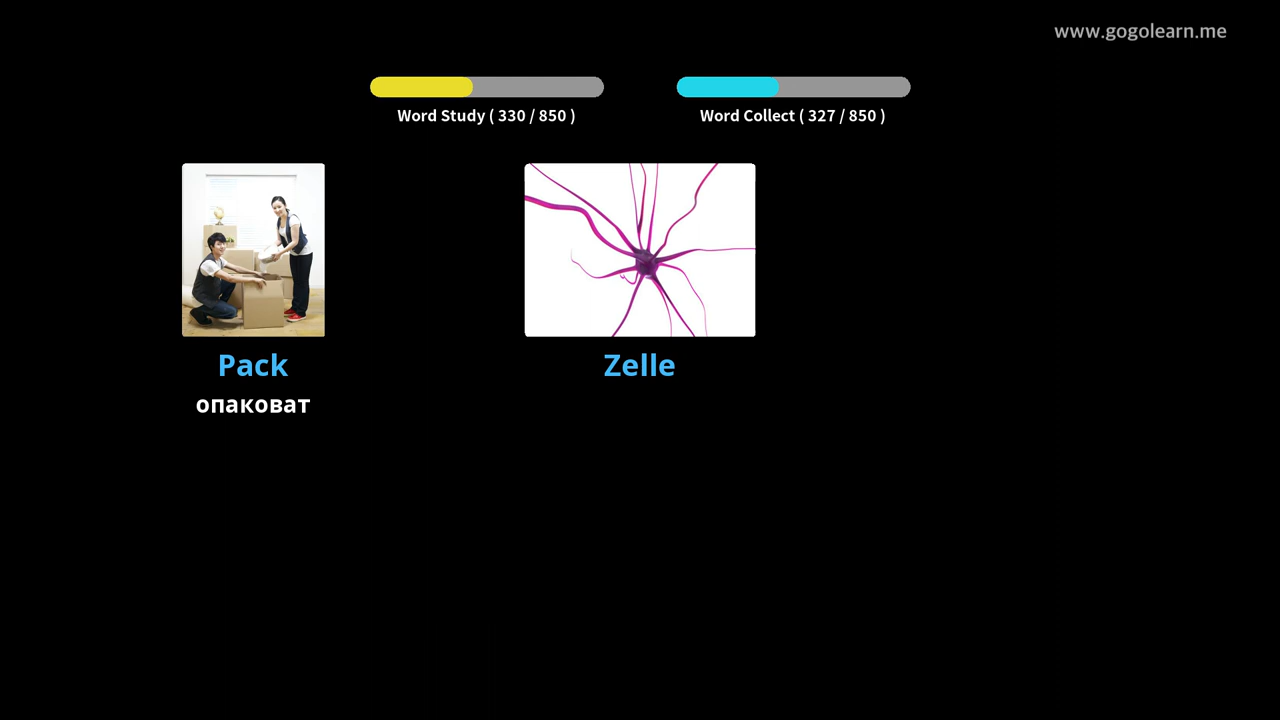 www.gogolearn.me
Word Study ( 330 / 850 )
Word Collect ( 327 / 850 )
Pack
Zelle
опаковат